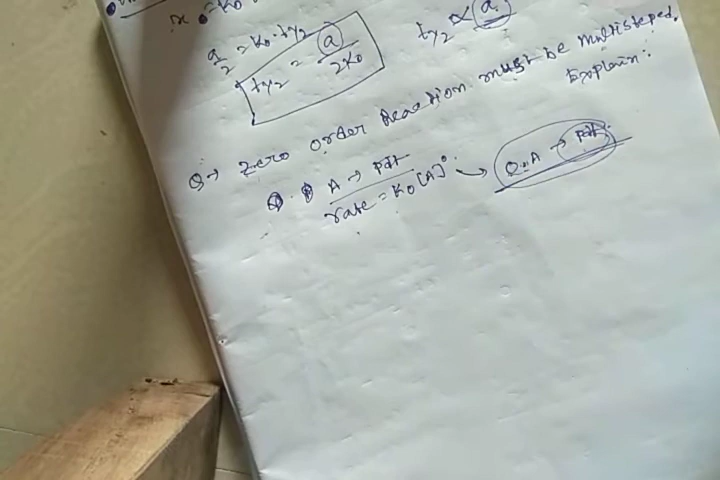 a/2 = K₀ · t½
t½ = a/2K₀
t½ ∝ a
Q→ Zero order Reaction must be multisteped.
Explain:
A → Pdt
rate = K₀[A]⁰
→ O.A → Pdt